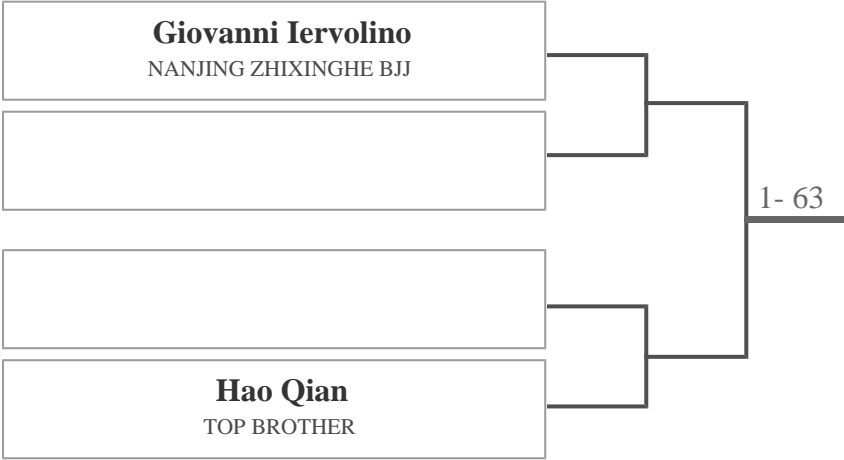 Giovanni Iervolino
NANJING ZHIXINGHE BJJ
1- 63
Hao Qian
TOP BROTHER